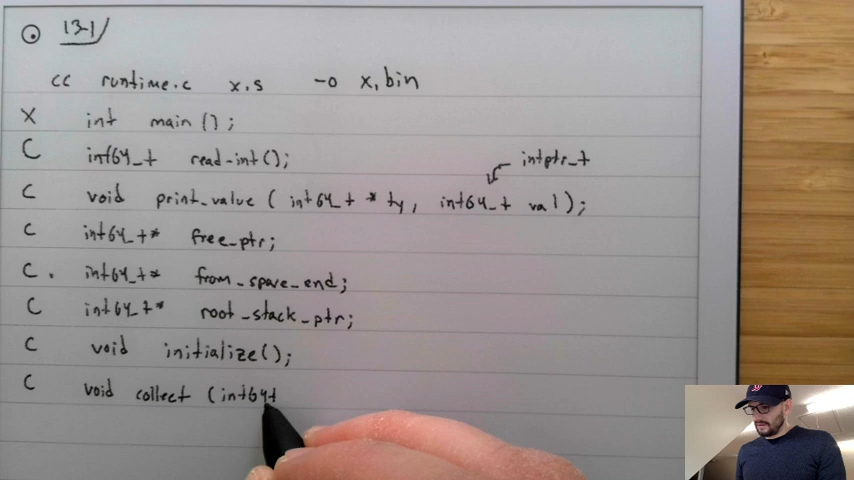 13-1
cc runtime.c x.s -o x.bin
X int main();
C int64_t read-int();
intptr_t
C void print_value (int64_t * ty, int64_t val);
C int64_t* free_ptr;
C. int64_t* from_space_end;
C int64_t* root_stack_ptr;
C void initialize();
C void collect (int64t